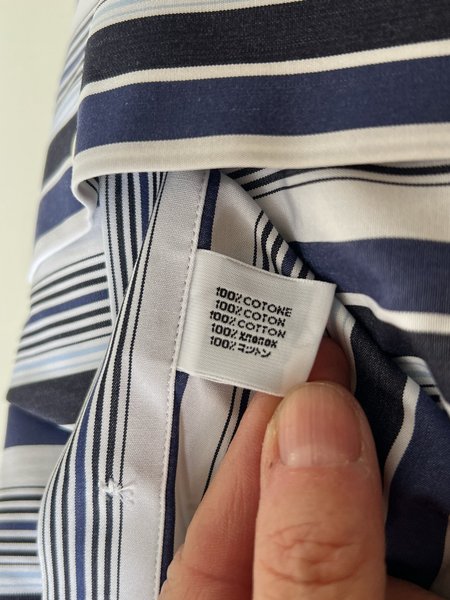 100% COTONE
100% COTON
100% COTTON
100% хлопок
100% コットン